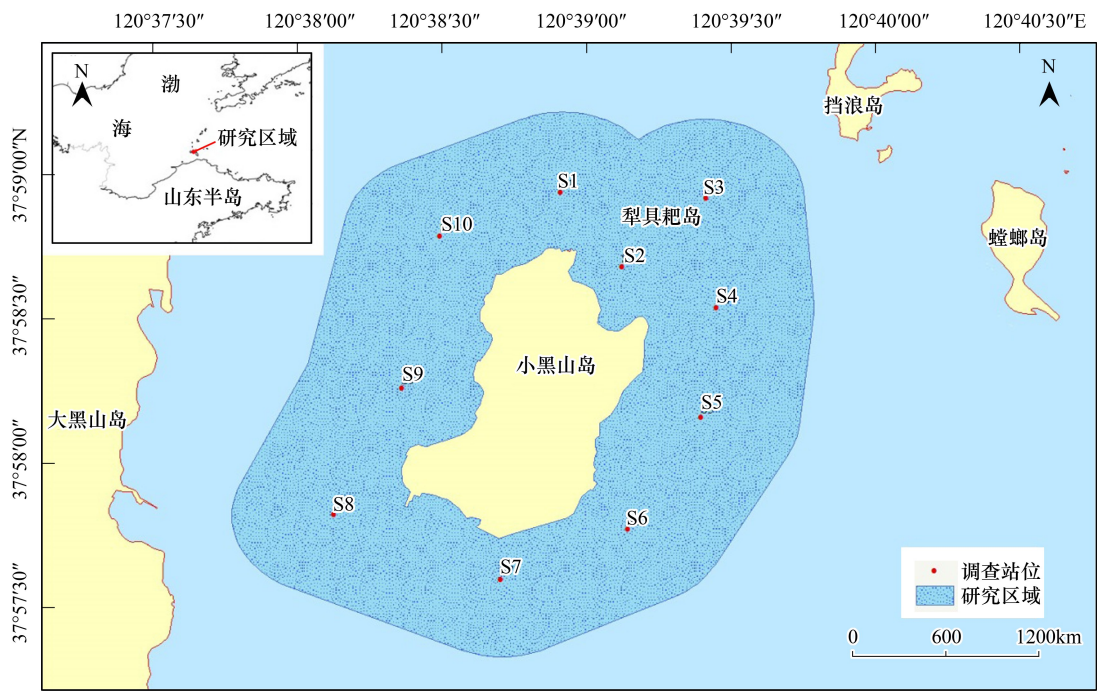 120°37′30″
120°38′00″
120°38′30″
120°39′00″
120°39′30″
120°40′00″
120°40′30″E
37°59′00″N
37°58′30″
37°58′00″
37°57′30″
N
渤
海
研究区域
山东半岛
N
挡浪岛
螳螂岛
S1
S3
犁具耙岛
S10
S2
S4
小黑山岛
S9
S5
大黑山岛
S8
S6
S7
调查站位
研究区域
0 600 1200km